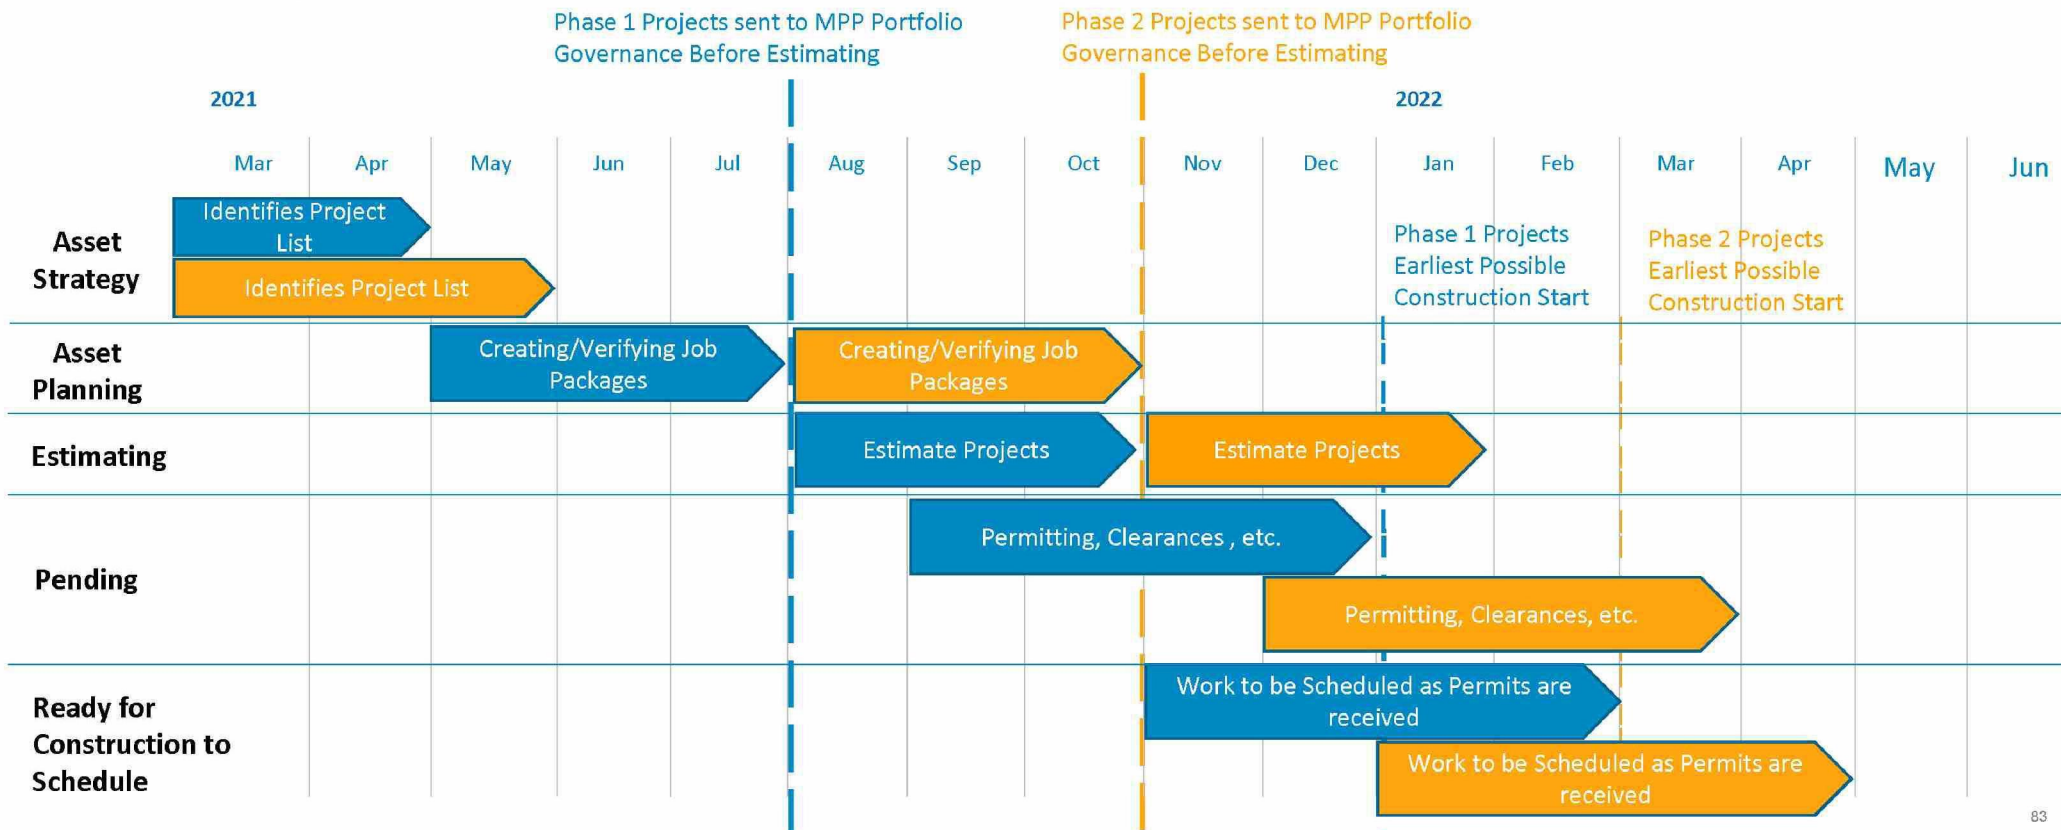 Phase 1 Projects sent to MPP Portfolio
Governance Before Estimating
Phase 2 Projects sent to MPP Portfolio
Governance Before Estimating
2021
2022
Mar Apr May Jun Jul Aug Sep Oct Nov Dec Jan Feb Mar Apr May Jun
Asset
Strategy
Identifies Project
List
Identifies Project List
Phase 1 Projects
Earliest Possible
Construction Start
Phase 2 Projects
Earliest Possible
Construction Start
Asset
Planning
Creating/Verifying Job
Packages
Creating/Verifying Job
Packages
Estimating
Estimate Projects
Estimate Projects
Pending
Permitting, Clearances , etc.
Permitting, Clearances, etc.
Ready for
Construction to
Schedule
Work to be Scheduled as Permits are
received
Work to be Scheduled as Permits are
received
83